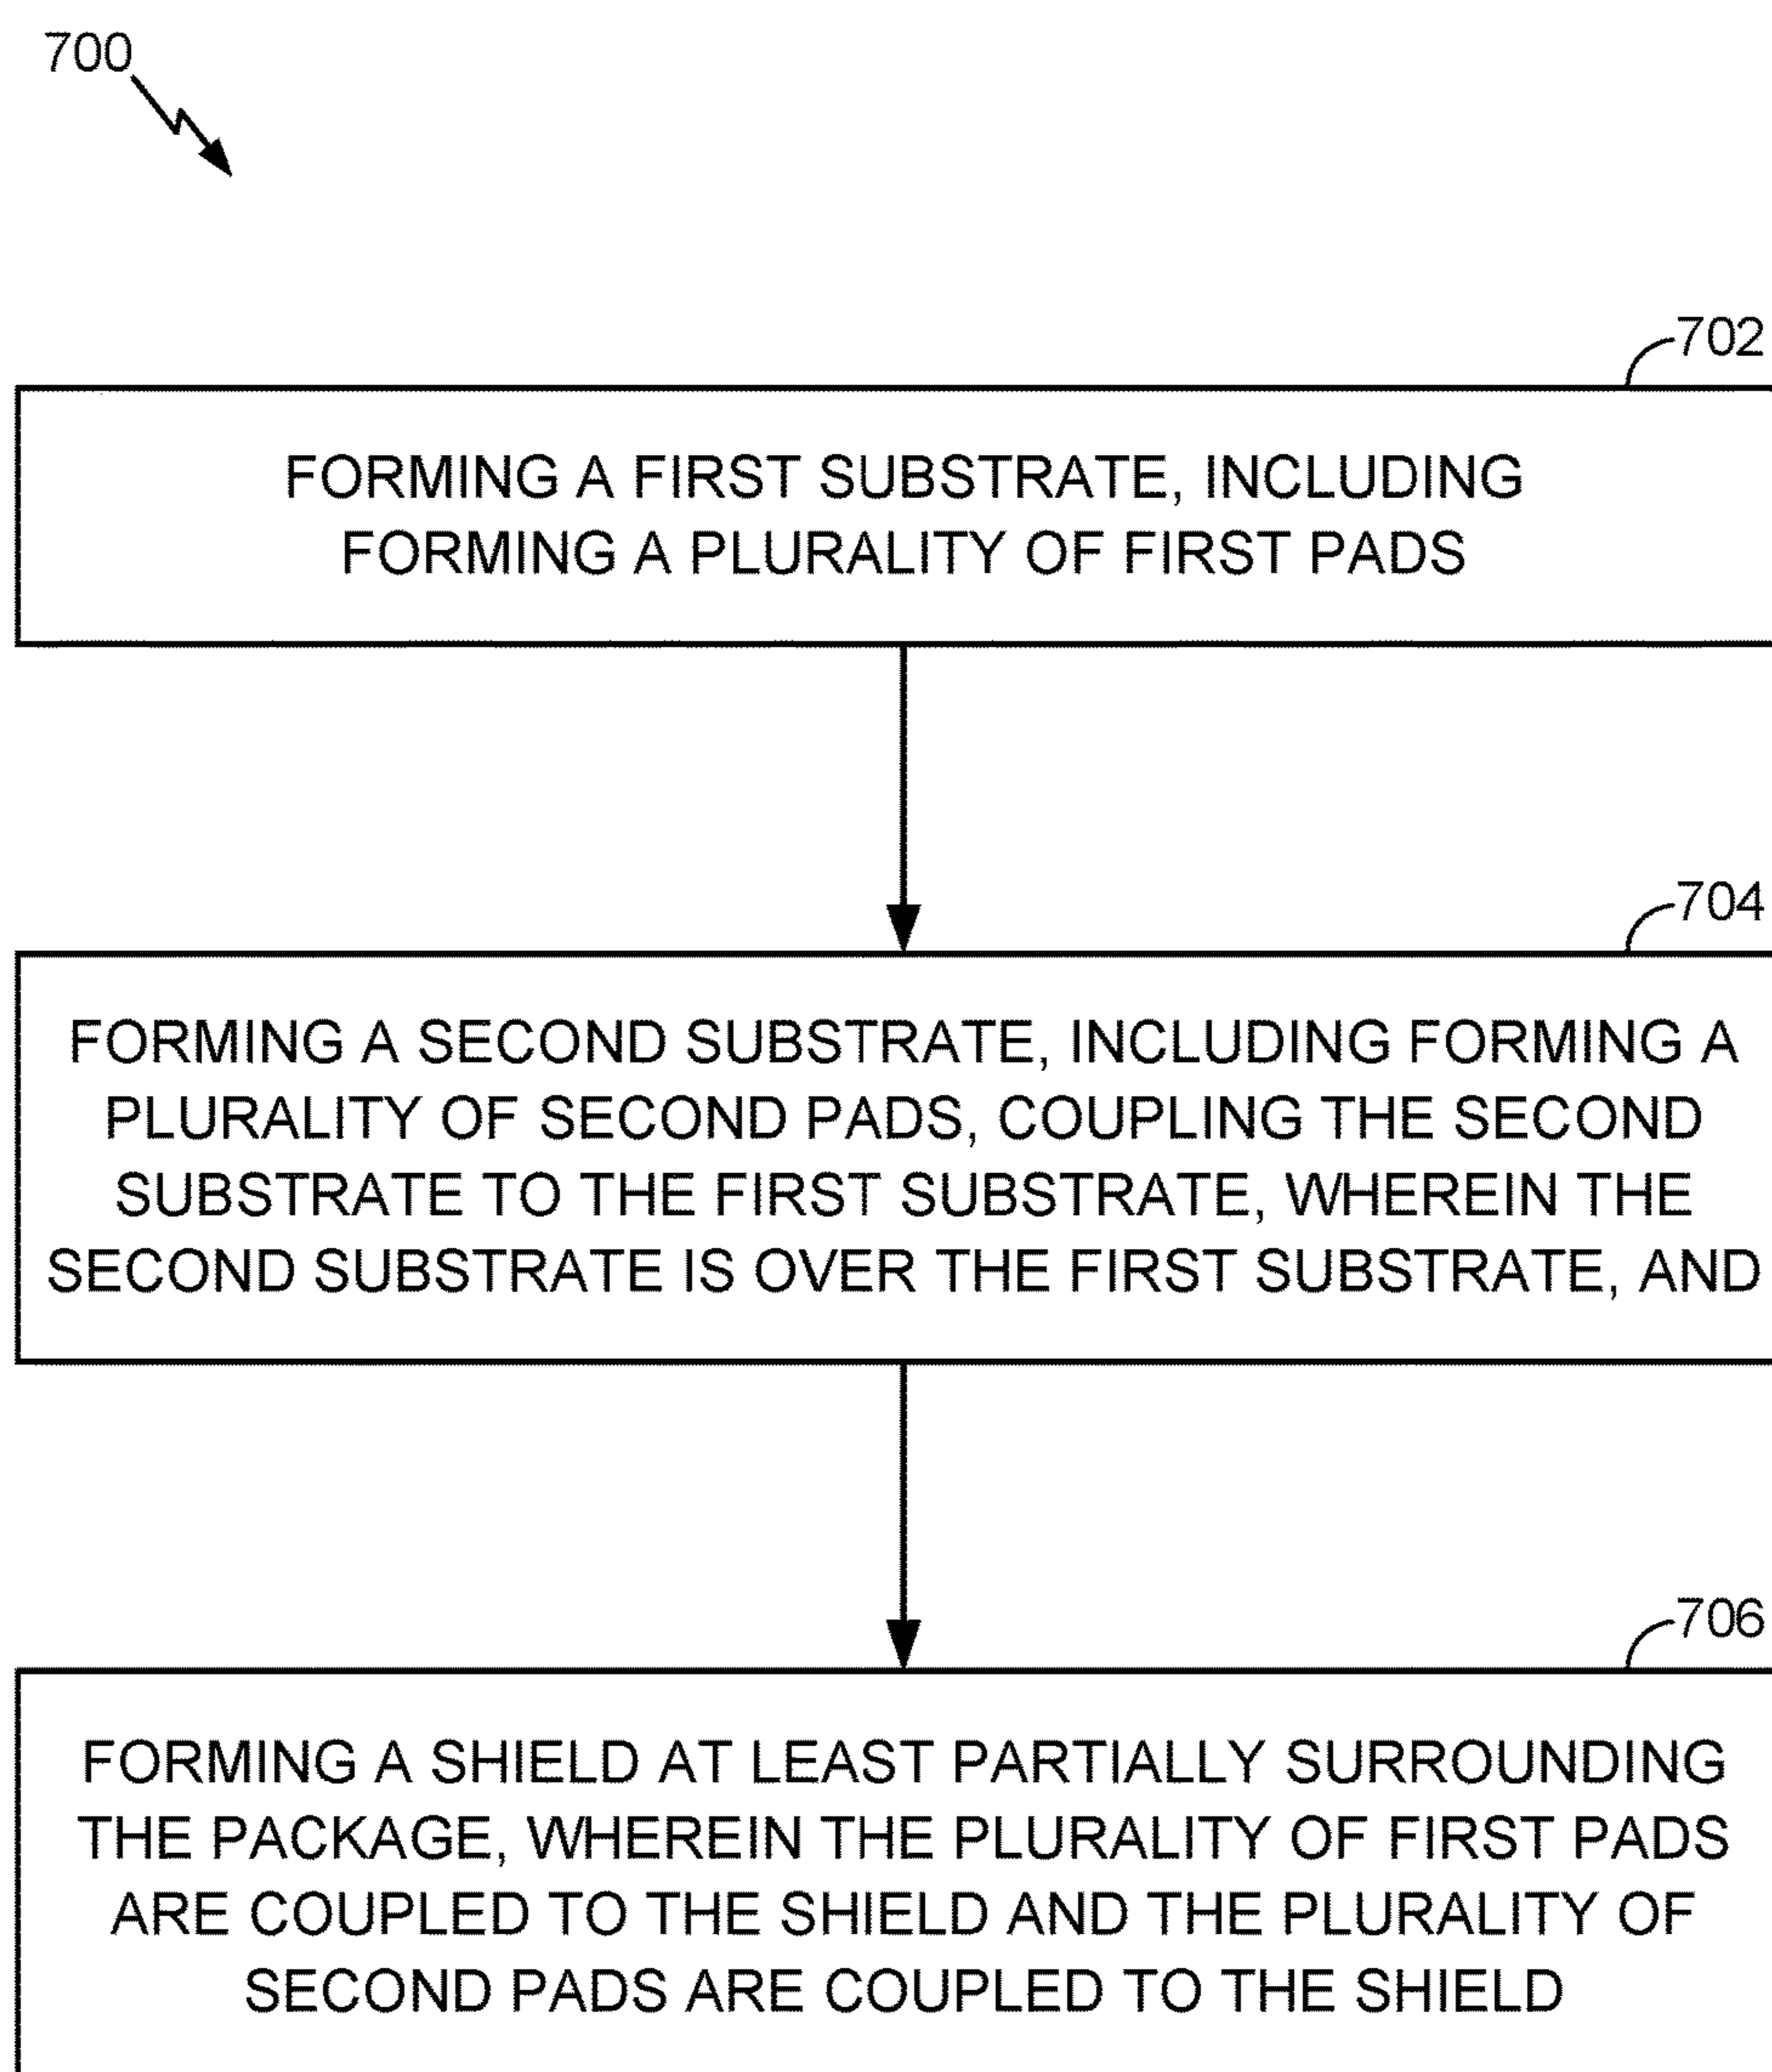 700
702
FORMING A FIRST SUBSTRATE, INCLUDING
FORMING A PLURALITY OF FIRST PADS
704
FORMING A SECOND SUBSTRATE, INCLUDING FORMING A
PLURALITY OF SECOND PADS, COUPLING THE SECOND
SUBSTRATE TO THE FIRST SUBSTRATE, WHEREIN THE
SECOND SUBSTRATE IS OVER THE FIRST SUBSTRATE, AND
706
FORMING A SHIELD AT LEAST PARTIALLY SURROUNDING
THE PACKAGE, WHEREIN THE PLURALITY OF FIRST PADS
ARE COUPLED TO THE SHIELD AND THE PLURALITY OF
SECOND PADS ARE COUPLED TO THE SHIELD